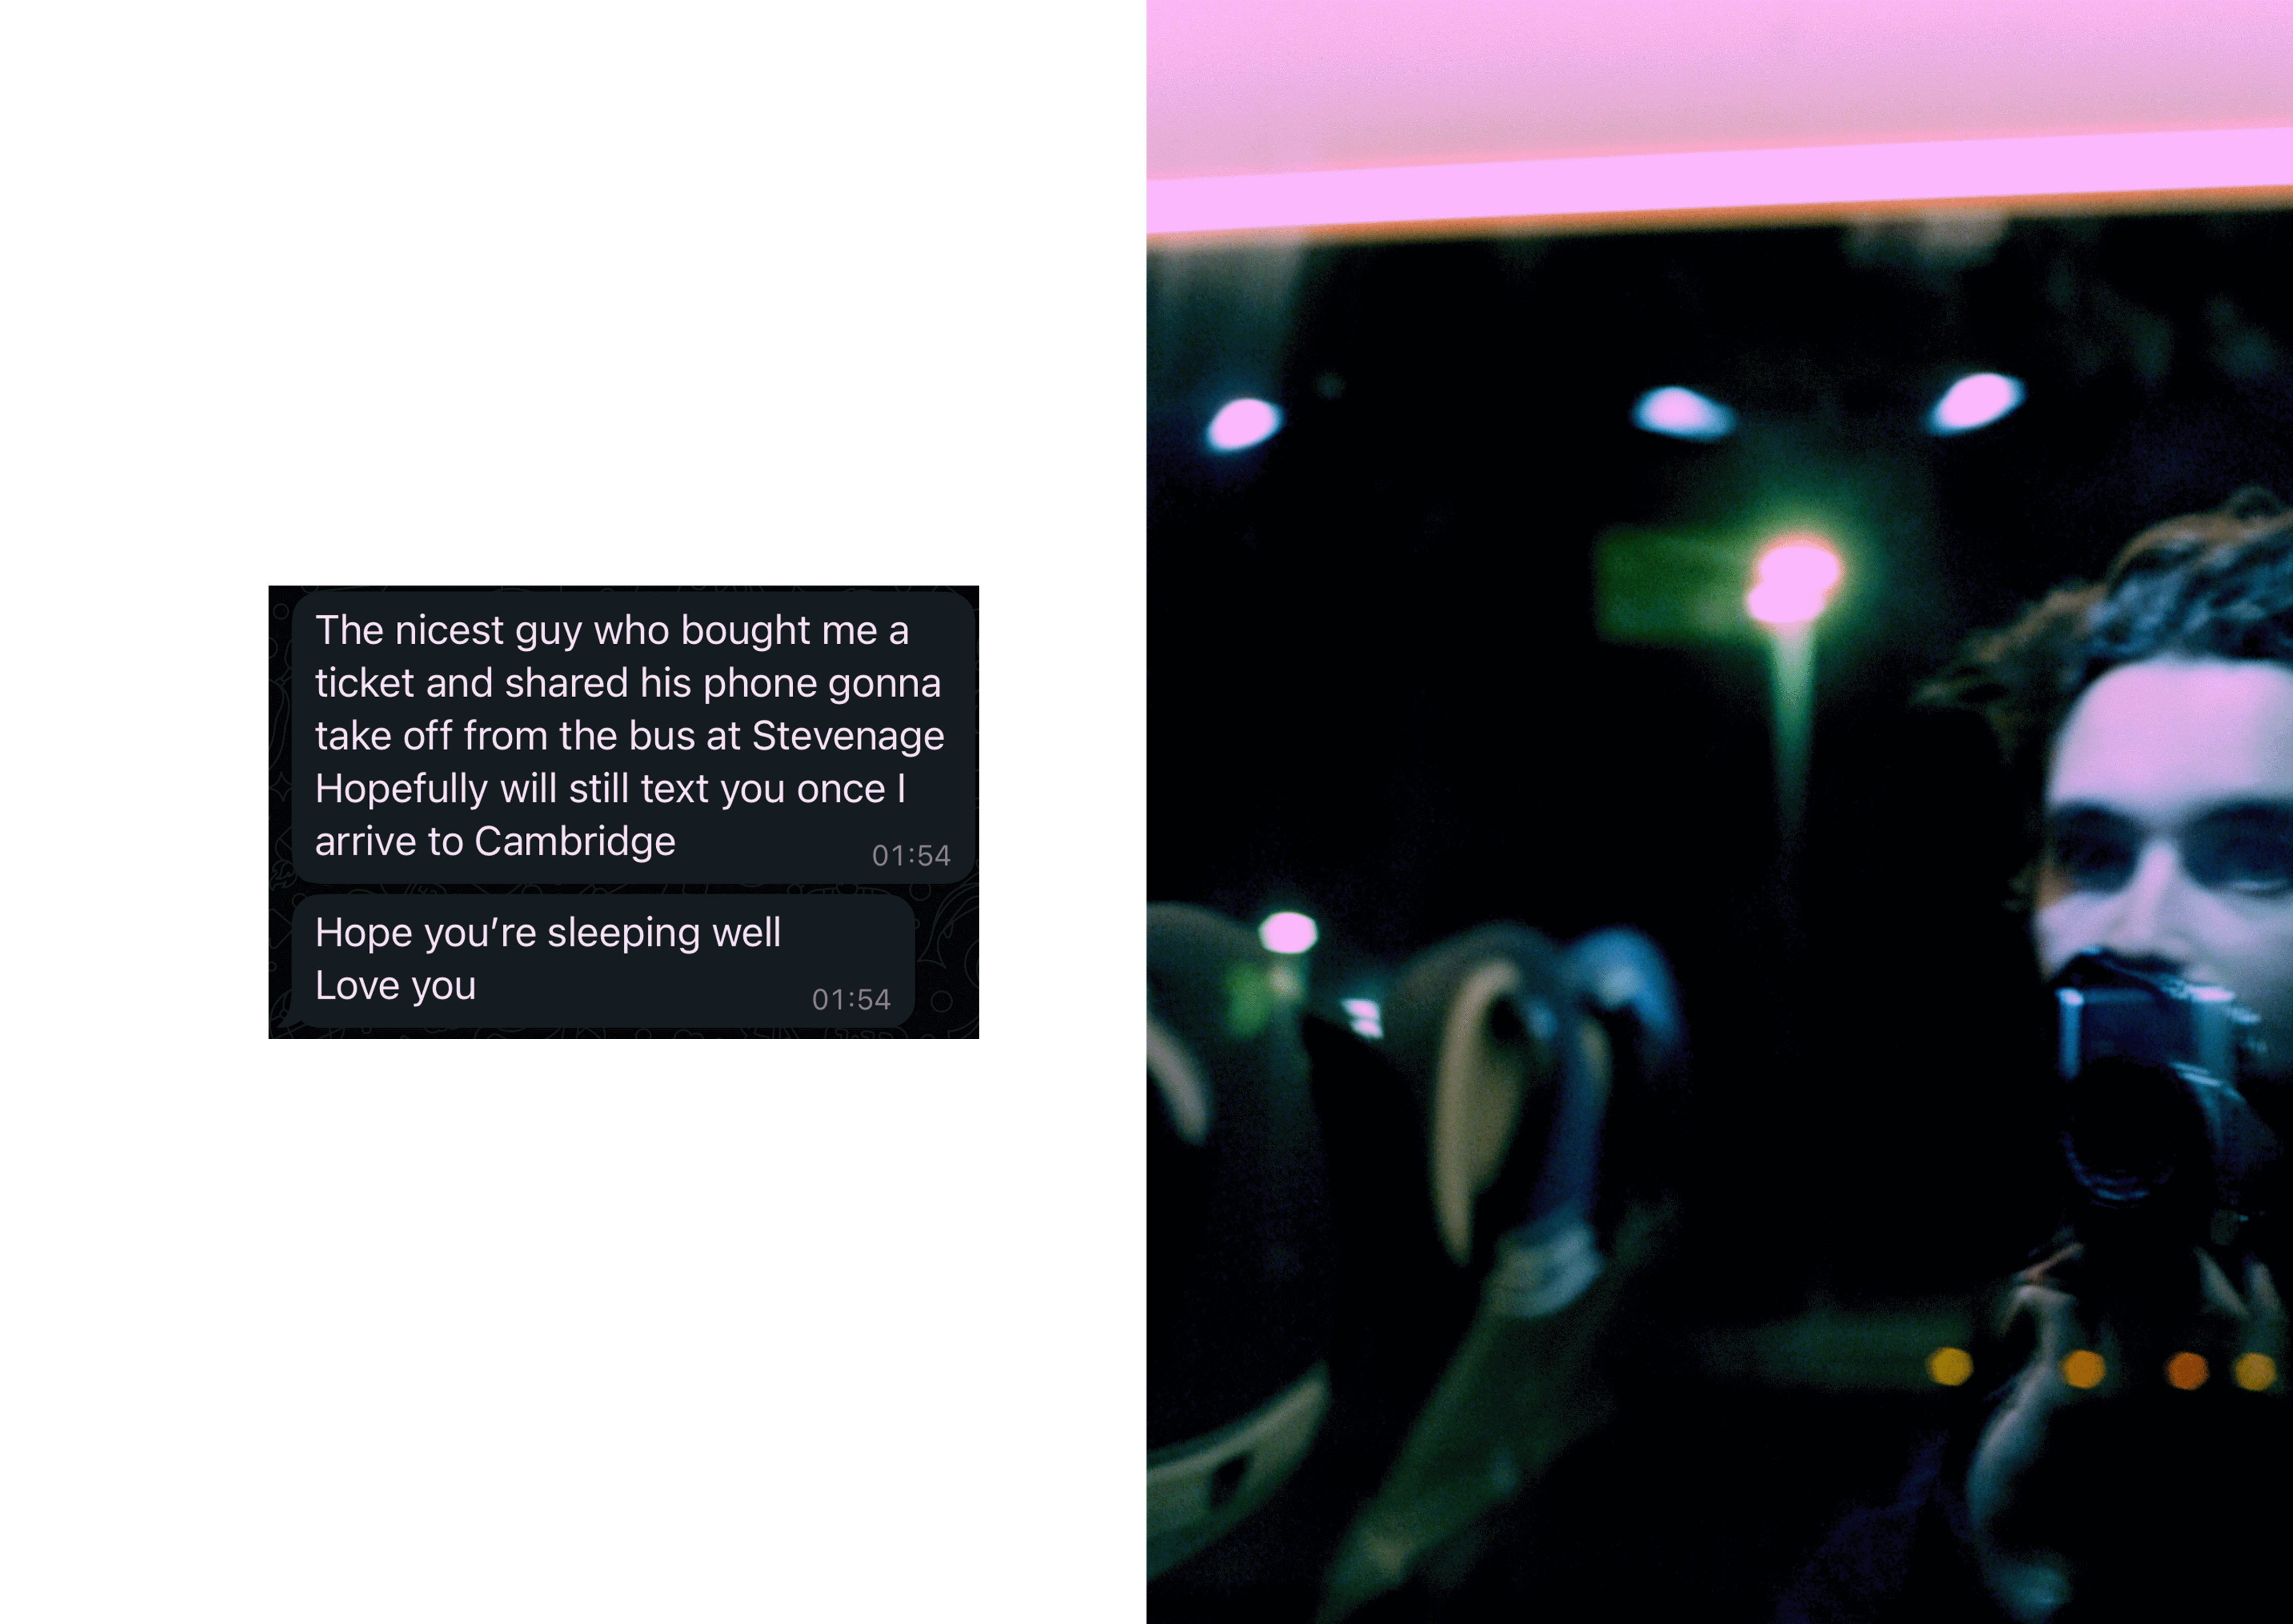 The nicest guy who bought me a
ticket and shared his phone gonna
take off from the bus at Stevenage
Hopefully will still text you once I
arrive to Cambridge
01:54
Hope you’re sleeping well
Love you
01:54